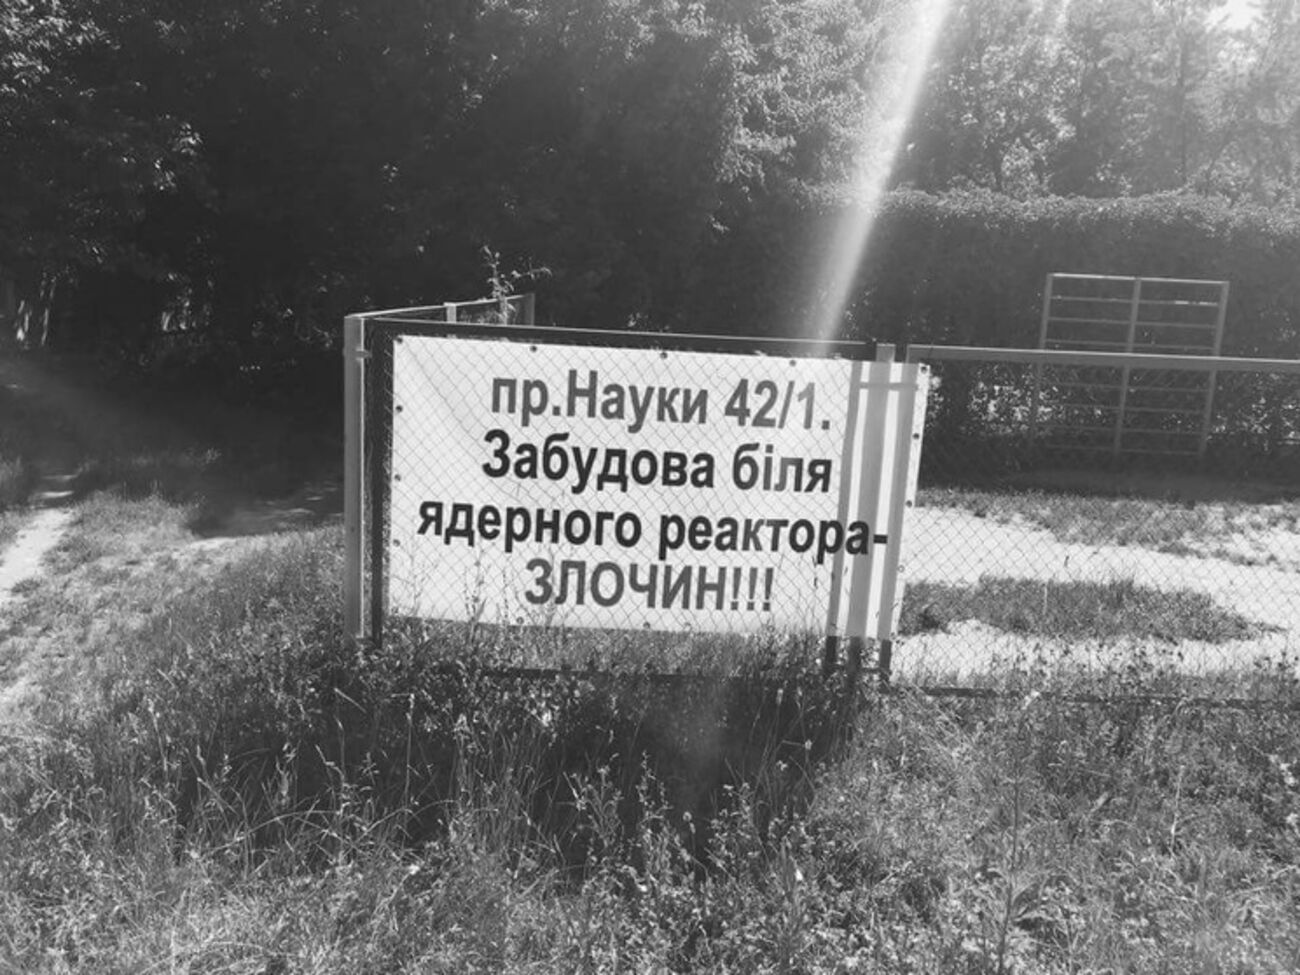 пр.Науки 42/1.
Забудова біля
ядерного реактора-
ЗЛОЧИН!!!